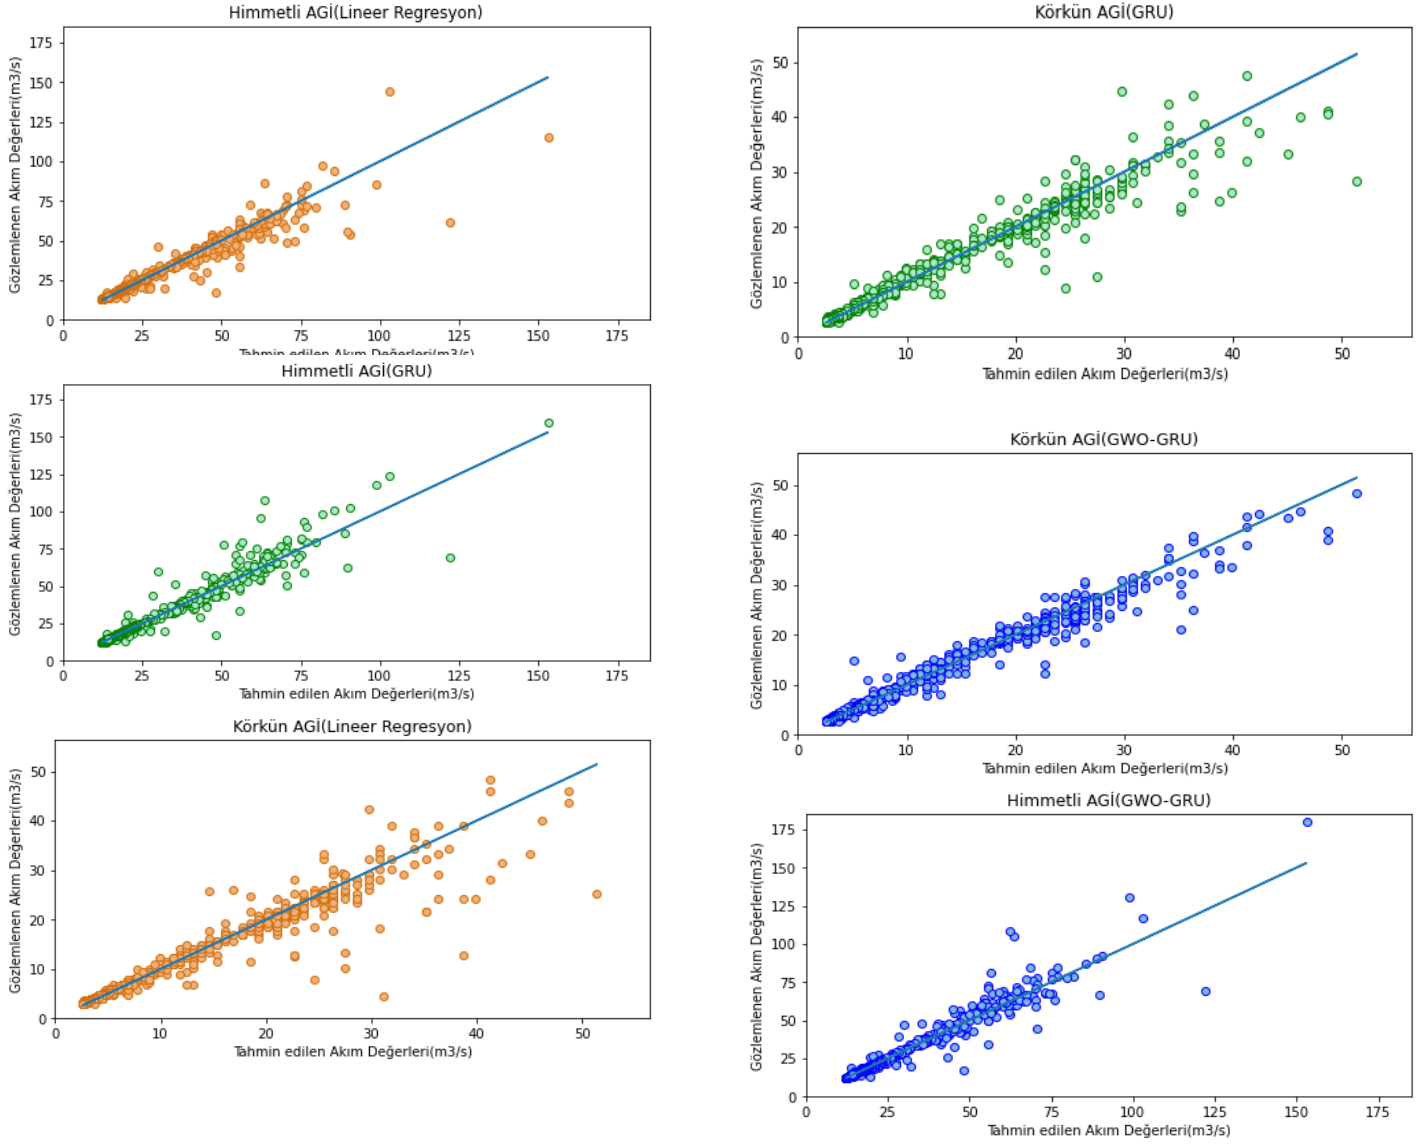 Himmetli AGİ(Lineer Regresyon)
Gözlemlenen Akım Değerleri(m3/s)
175
150
125
100
75
50
25
0
0 25 50 75 100 125 150 175
Tahmin edilen Akım Değerleri(m3/s)
Himmetli AGİ(GRU)
Gözlemlenen Akım Değerleri(m3/s)
175
150
125
100
75
50
25
0
0 25 50 75 100 125 150 175
Tahmin edilen Akım Değerleri(m3/s)
Körkün AGİ(Lineer Regresyon)
Gözlemlenen Akım Değerleri(m3/s)
50
40
30
20
10
0
0 10 20 30 40 50
Tahmin edilen Akım Değerleri(m3/s)
Körkün AGİ(GRU)
Gözlemlenen Akım Değerleri(m3/s)
50
40
30
20
10
0
0 10 20 30 40 50
Tahmin edilen Akım Değerleri(m3/s)
Körkün AGİ(GWO-GRU)
Gözlemlenen Akım Değerleri(m3/s)
50
40
30
20
10
0
0 10 20 30 40 50
Tahmin edilen Akım Değerleri(m3/s)
Himmetli AGİ(GWO-GRU)
Gözlemlenen Akım Değerleri(m3/s)
175
150
125
100
75
50
25
0
0 25 50 75 100 125 150 175
Tahmin edilen Akım Değerleri(m3/s)